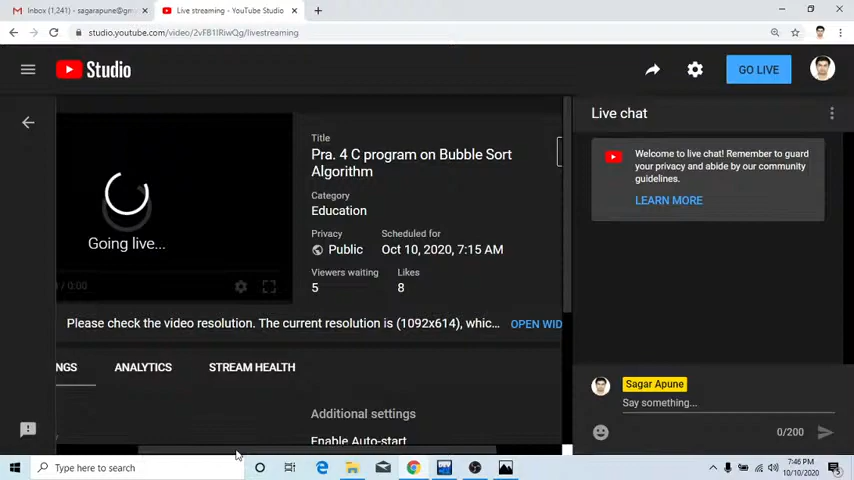 Inbox (1,241) - sagarapune@gm
Live streaming - YouTube Studio
studio.youtube.com/video/2vFB1lRiwQg/livestreaming
Studio
GO LIVE
Title
Pra. 4 C program on Bubble Sort
Algorithm
Category
Education
Privacy
Scheduled for
Public
Oct 10, 2020, 7:15 AM
Viewers waiting
Likes
5
8
Going live...
/ 0:00
Please check the video resolution. The current resolution is (1092x614), whic...
OPEN WID
NGS
ANALYTICS
STREAM HEALTH
Additional settings
Enable Auto-start
Live chat
Welcome to live chat! Remember to guard
your privacy and abide by our community
guidelines.
LEARN MORE
Sagar Apune
Say something...
0/200
Type here to search
7:46 PM
10/10/2020
5